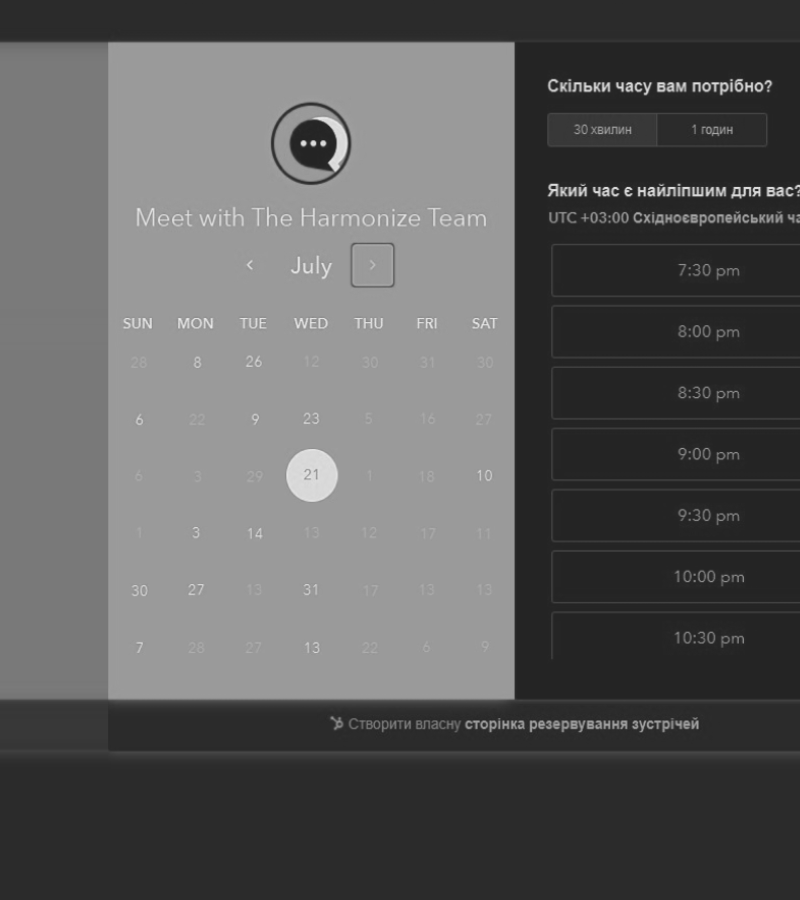 Meet with The Harmonize Team
July
SUN MON TUE WED THU FRI SAT
28 8 26 12 30 31 30
6 22 9 23 5 16 27
6 3 29 21 1 18 10
1 3 14 13 12 17 11
30 27 13 31 17 13 13
7 28 27 13 22 6 9
Скільки часу вам потрібно?
30 хвилин 1 годин
Який час є найліпшим для вас?
UTC +03:00 Східноєвропейський
7:30 pm
8:00 pm
8:30 pm
9:00 pm
9:30 pm
10:00 pm
10:30 pm
Створити власну сторінка резервування зустрічей